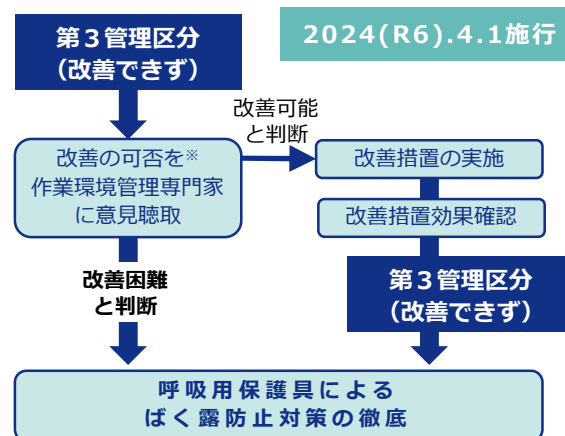 第３管理区分
（改善できず）
2024(R6).4.1施行
改善可能
と判断
改善の可否を※
作業環境管理専門家
に意見聴取
改善措置の実施
改善措置効果確認
改善困難
と判断
第３管理区分
（改善できず）
呼吸用保護具による
ばく露防止対策の徹底